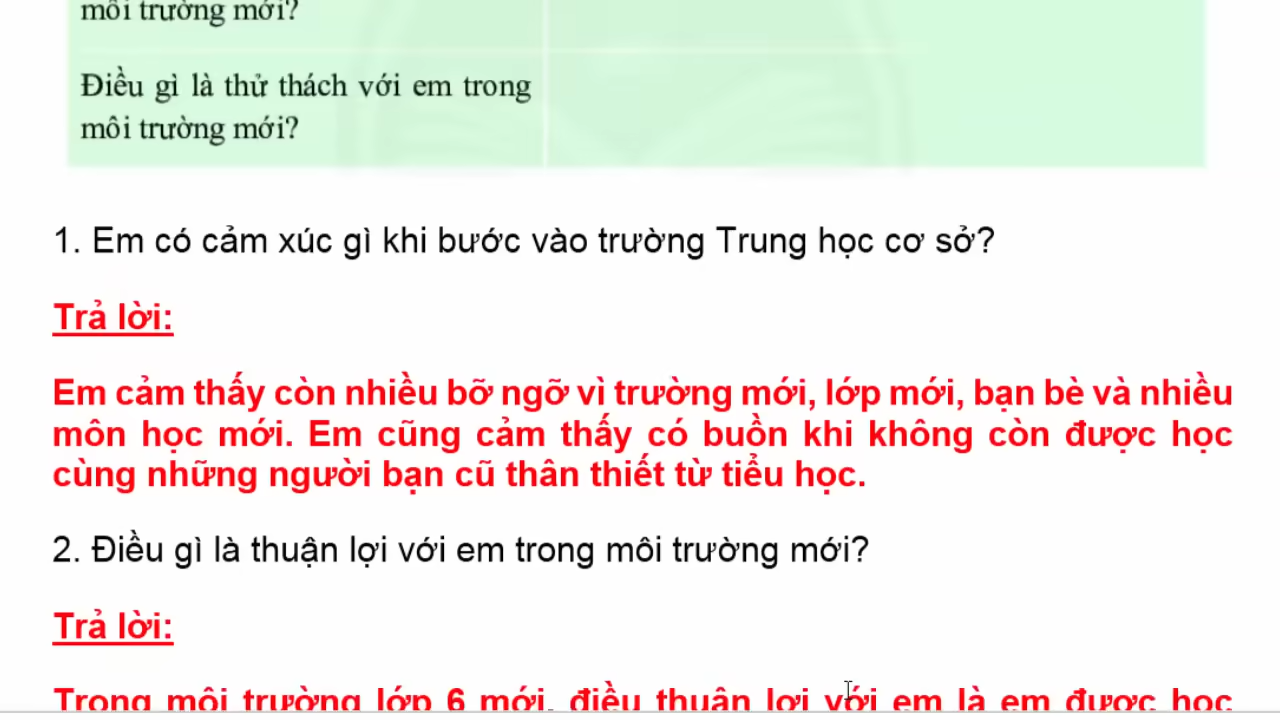 môi trường mới?
Điều gì là thử thách với em trong
môi trường mới?
1. Em có cảm xúc gì khi bước vào trường Trung học cơ sở?
Trả lời:
Em cảm thấy còn nhiều bỡ ngỡ vì trường mới, lớp mới, bạn bè và nhiều
môn học mới. Em cũng cảm thấy có buồn khi không còn được học
cùng những người bạn cũ thân thiết từ tiểu học.
2. Điều gì là thuận lợi với em trong môi trường mới?
Trả lời:
Trong môi trường lớp 6 mới, điều thuận lợi với em là em được học